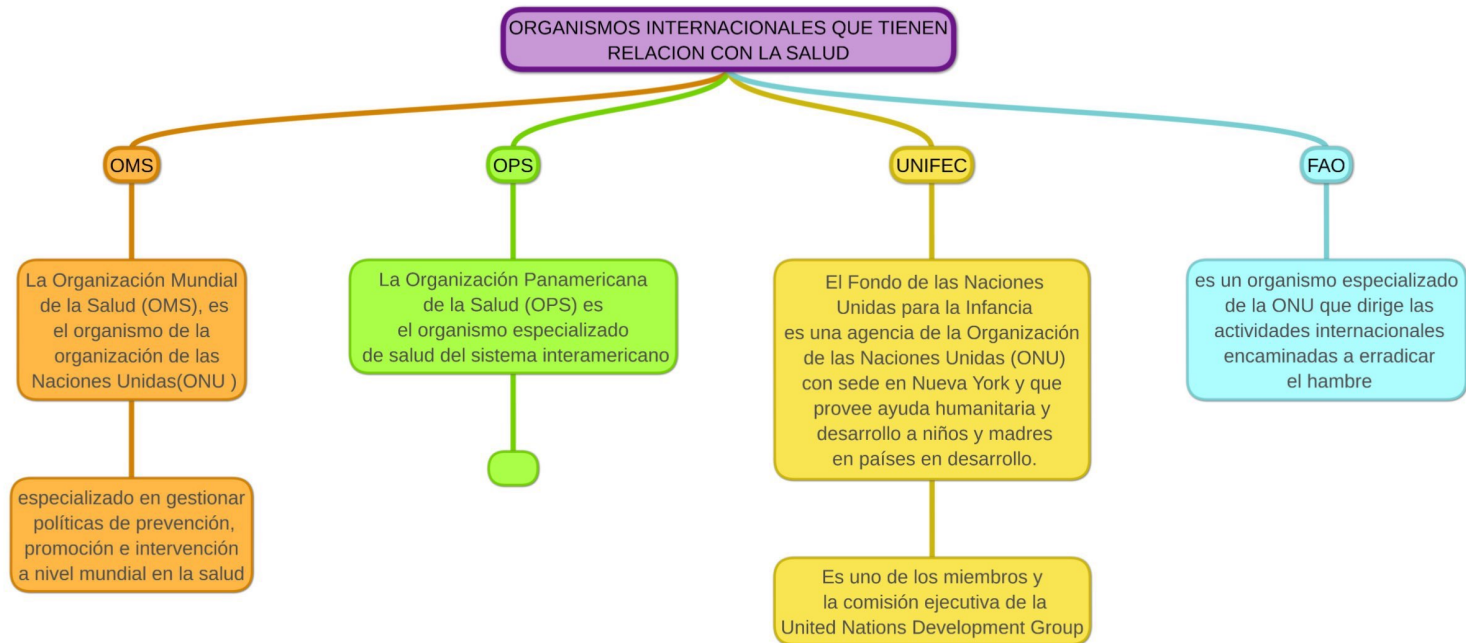 ORGANISMOS INTERNACIONALES QUE TIENEN
RELACION CON LA SALUD
OMS
La Organización Mundial
de la Salud (OMS), es
el organismo de la
organización de las
Naciones Unidas(ONU )
especializado en gestionar
políticas de prevención,
promoción e intervención
a nivel mundial en la salud
OPS
La Organización Panamericana
de la Salud (OPS) es
el organismo especializado
de salud del sistema interamericano
UNIFEC
El Fondo de las Naciones
Unidas para la Infancia
es una agencia de la Organización
de las Naciones Unidas (ONU)
con sede en Nueva York y que
provee ayuda humanitaria y
desarrollo a niños y madres
en países en desarrollo.
Es uno de los miembros y
la comisión ejecutiva de la
United Nations Development Group
FAO
es un organismo especializado
de la ONU que dirige las
actividades internacionales
encaminadas a erradicar
el hambre